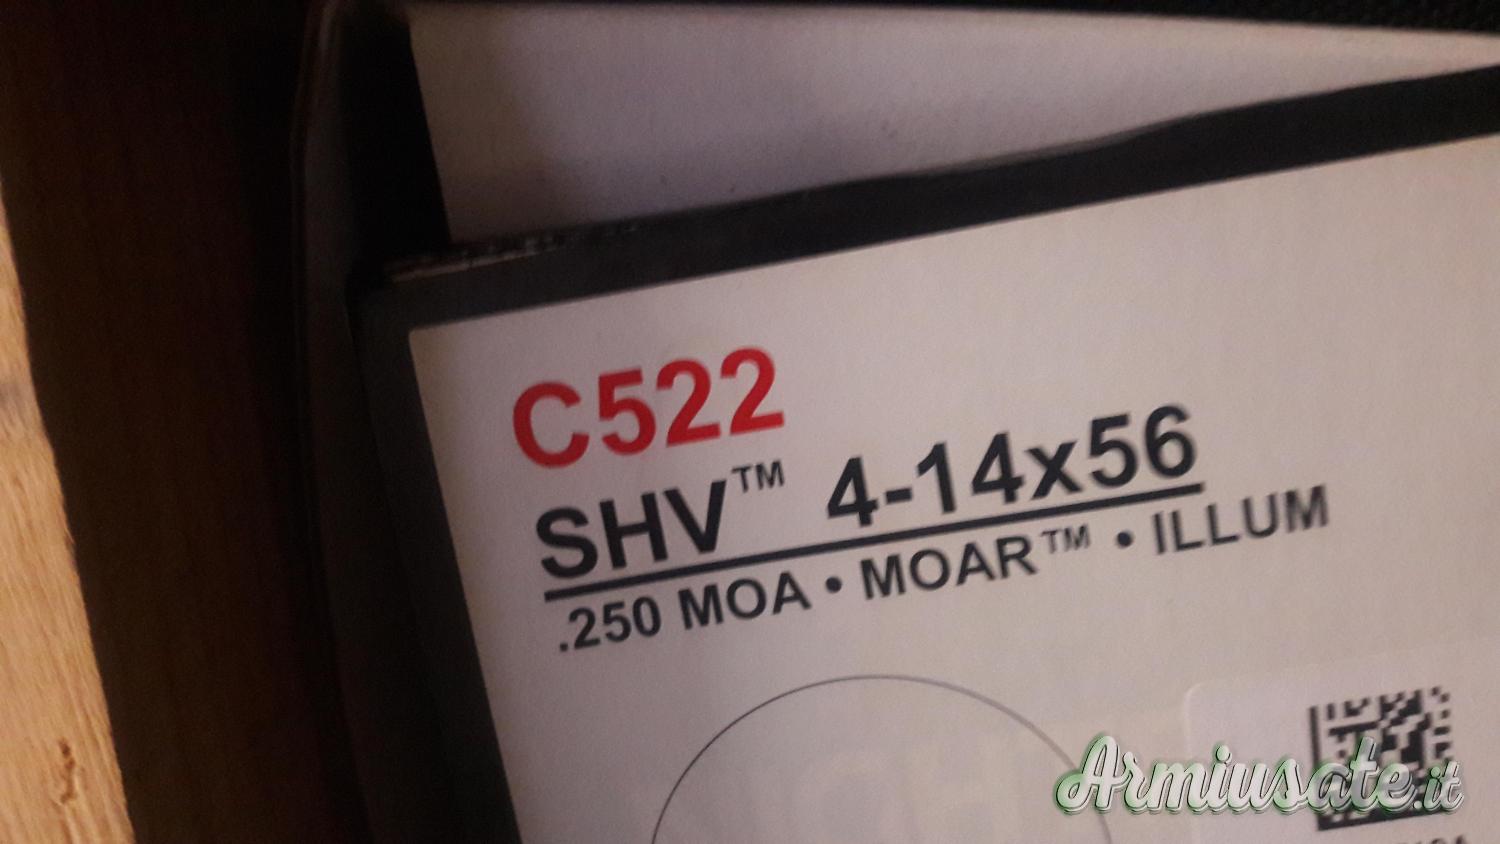 C522
SHV™ 4-14x56
.250 MOA • MOAR™ • ILLUM
Armiusate.it